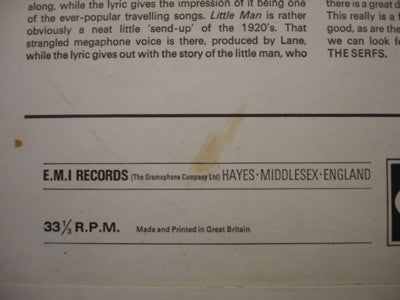 along, while the lyric gives the impression of it being one
of the ever-popular travelling songs. Little Man is rather
obviously a neat little 'send-up' of the 1920's. That
strangled megaphone voice is there, produced by Lane,
while the lyric gives out with the story of the little man, who
there is a great d
This really is a f
good, as are the
we can look fo
THE SERFS.
E.M.I RECORDS (The Gramophone Company Ltd) HAYES·MIDDLESEX·ENGLAND
33⅓ R.P.M. Made and Printed in Great Britain